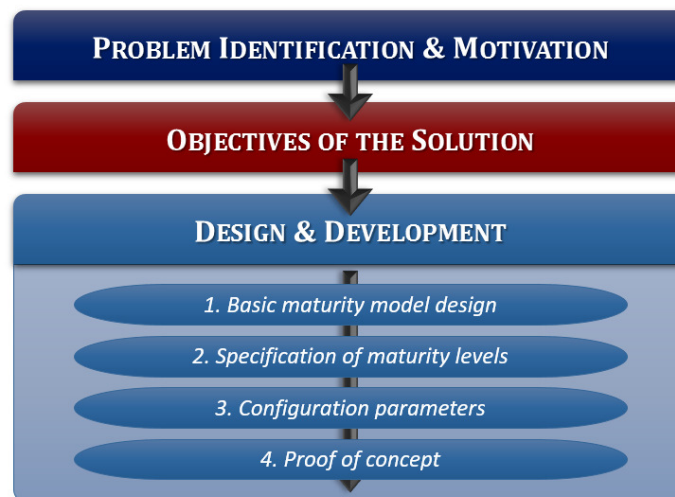 PROBLEM IDENTIFICATION & MOTIVATION
OBJECTIVES OF THE SOLUTION
DESIGN & DEVELOPMENT
1. Basic maturity model design
2. Specification of maturity levels
3. Configuration parameters
4. Proof of concept